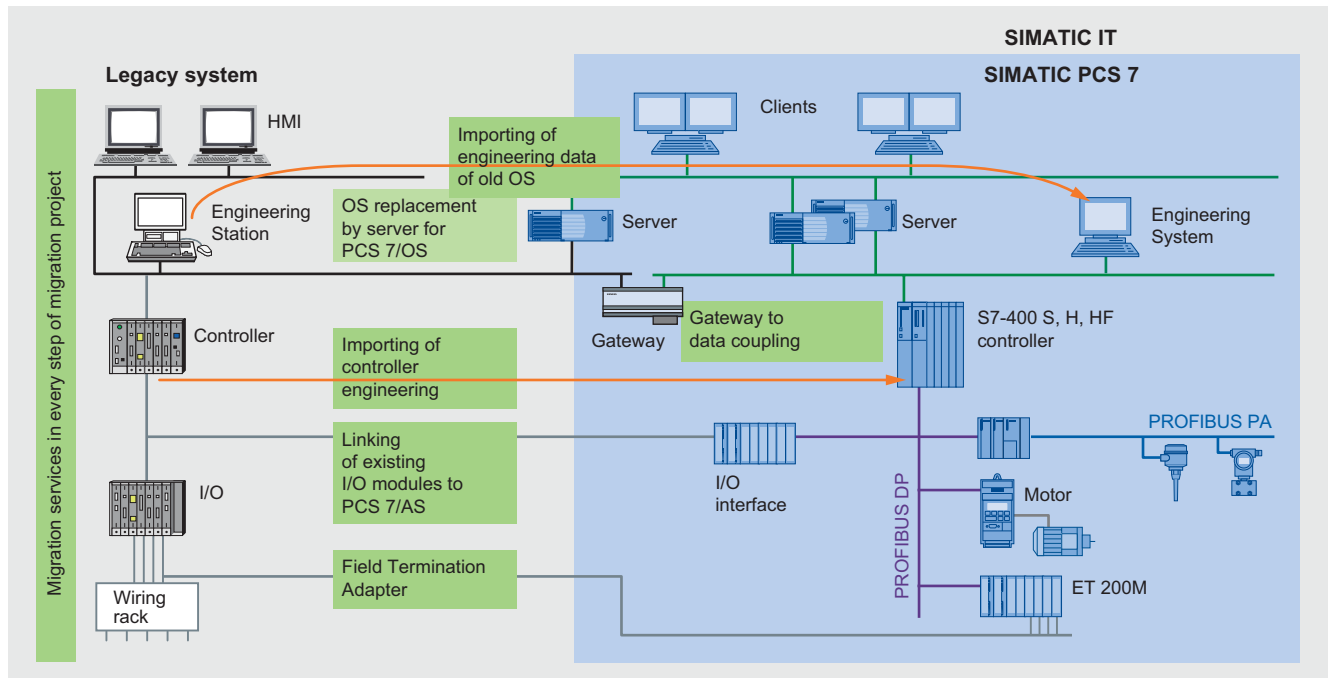 SIMATIC IT
Legacy system
SIMATIC PCS 7
Migration services in every step of migration project
HMI
Importing of
engineering data
of old OS
Clients
Engineering
Station
OS replacement
by server for
PCS 7/OS
Server
Server
Engineering
System
Controller
Importing of
controller
engineering
Gateway
Gateway to
data coupling
S7-400 S, H, HF
controller
Linking
of existing
I/O modules to
PCS 7/AS
I/O
I/O
interface
PROFIBUS PA
PROFIBUS DP
Motor
Field Termination
Adapter
Wiring
rack
ET 200M